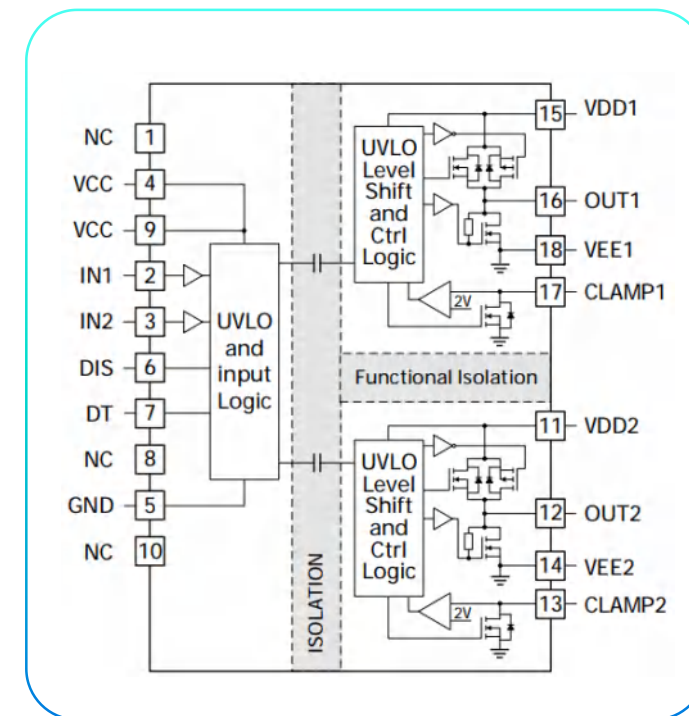 NC 1
VCC 4
VCC 9
IN1 2
IN2 3
DIS 6
DT 7
NC 8
GND 5
NC 10
UVLO
and
input
Logic
ISOLATION
UVLO
Level
Shift
and
Ctrl
Logic
2V
15 VDD1
16 OUT1
18 VEE1
17 CLAMP1
Functional Isolation
UVLO
Level
Shift
and
Ctrl
Logic
2V
11 VDD2
12 OUT2
14 VEE2
13 CLAMP2